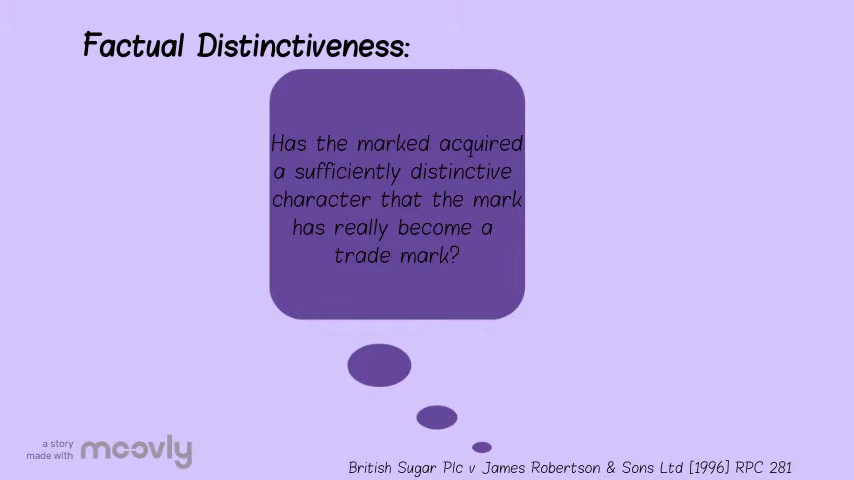 Factual Distinctiveness:
Has the marked acquired
a sufficiently distinctive
character that the mark
has really become a
trade mark?
a story
made with moovly
British Sugar Plc v James Robertson & Sons Ltd [1996] RPC 281